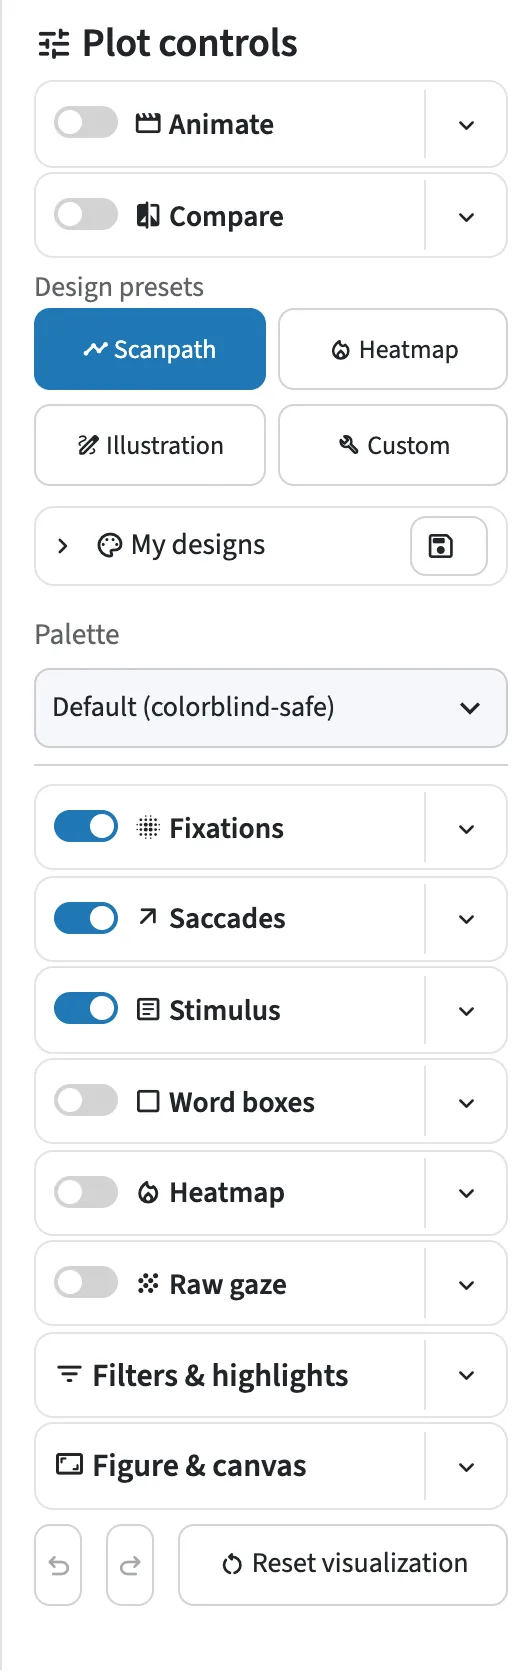 Plot controls
Animate
Compare
Design presets
Scanpath
Heatmap
Illustration
Custom
My designs
Palette
Default (colorblind-safe)
Fixations
Saccades
Stimulus
Word boxes
Heatmap
Raw gaze
Filters & highlights
Figure & canvas
Reset visualization